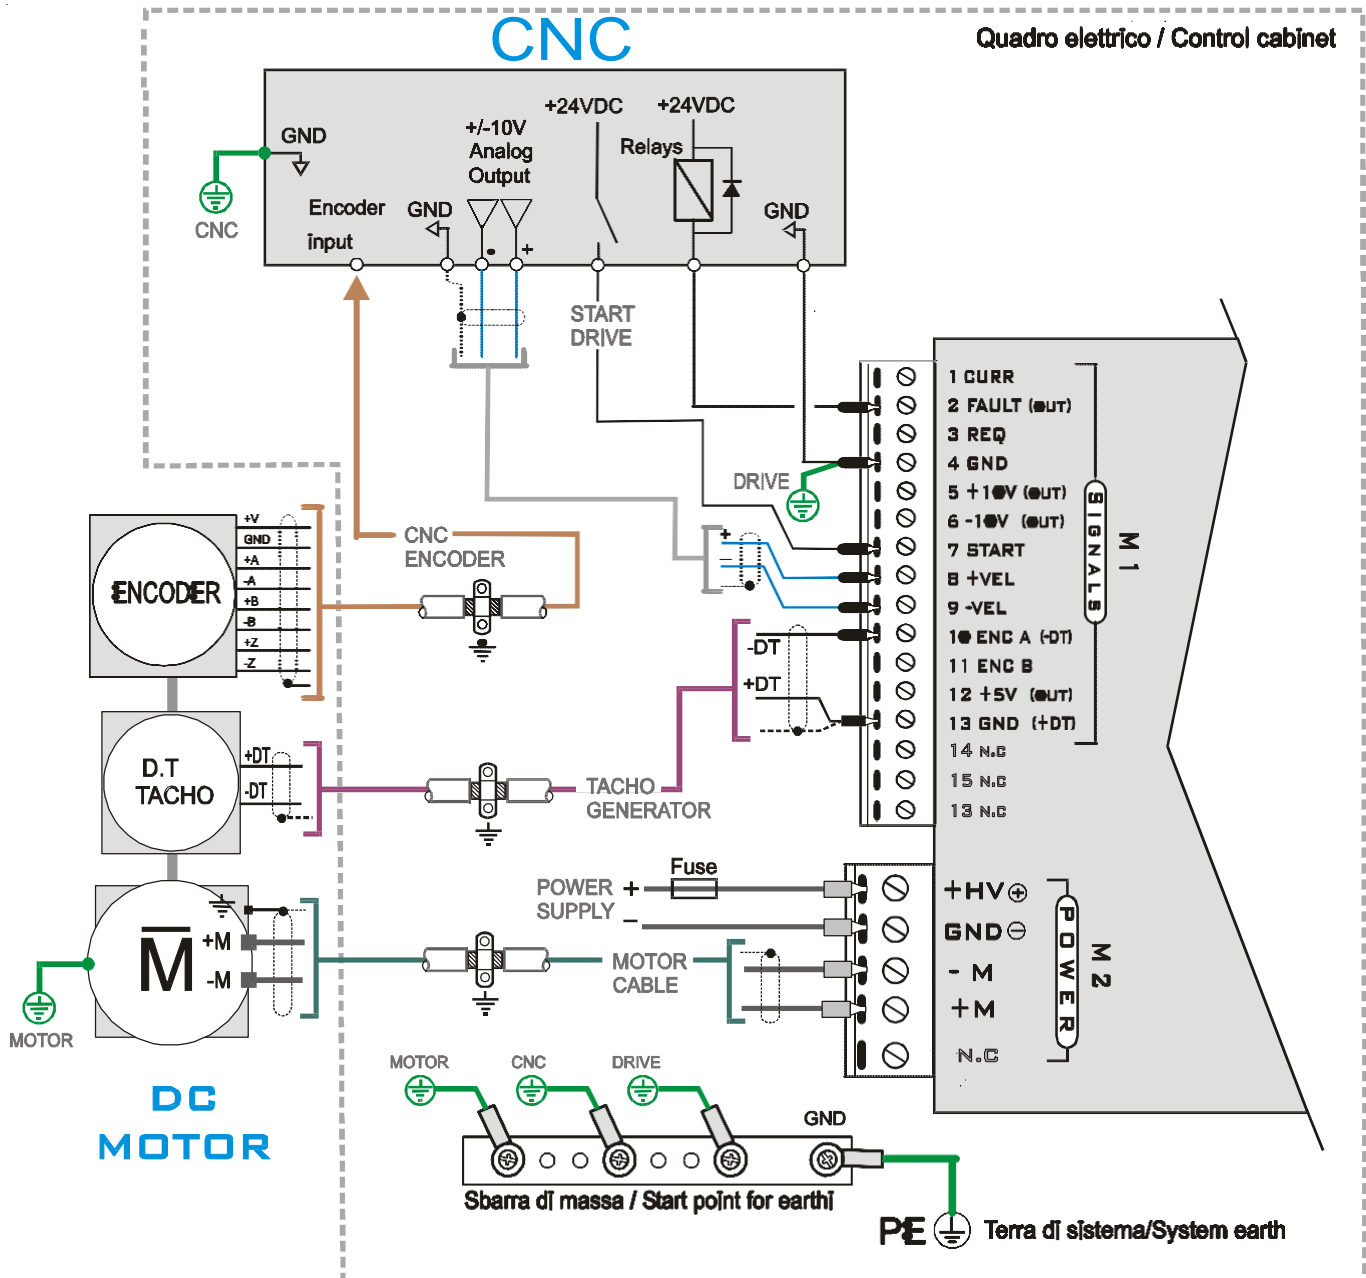 CNC
Quadro elettrico / Control cabinet
GND
+/-10V
Analog
Output
+24VDC
+24VDC
Relays
Encoder
input
GND
GND
CNC
- +
START
DRIVE
1 CURR
2 FAULT (OUT)
3 REQ
4 GND
5 +10V (OUT)
6 -10V (OUT)
7 START
8 +VEL
9 -VEL
10 ENC A (-DT)
11 ENC B
12 +5V (OUT)
13 GND (+DT)
14 N.C
15 N.C
13 N.C
SIGNALS
M 1
DRIVE
+
-
ENCODER
+V
GND
+A
-A
+B
-B
+Z
-Z
CNC
ENCODER
-DT
+DT
D.T
TACHO
+DT
-DT
TACHO
GENERATOR
M
+M
-M
MOTOR
POWER
SUPPLY
+
-
Fuse
MOTOR
CABLE
+HV +
GND -
- M
+M
N.C
POWER
M 2
DC
MOTOR
MOTOR
CNC
DRIVE
GND
Sbarra di massa / Start point for earthi
PE
Terra di sistema/System earth